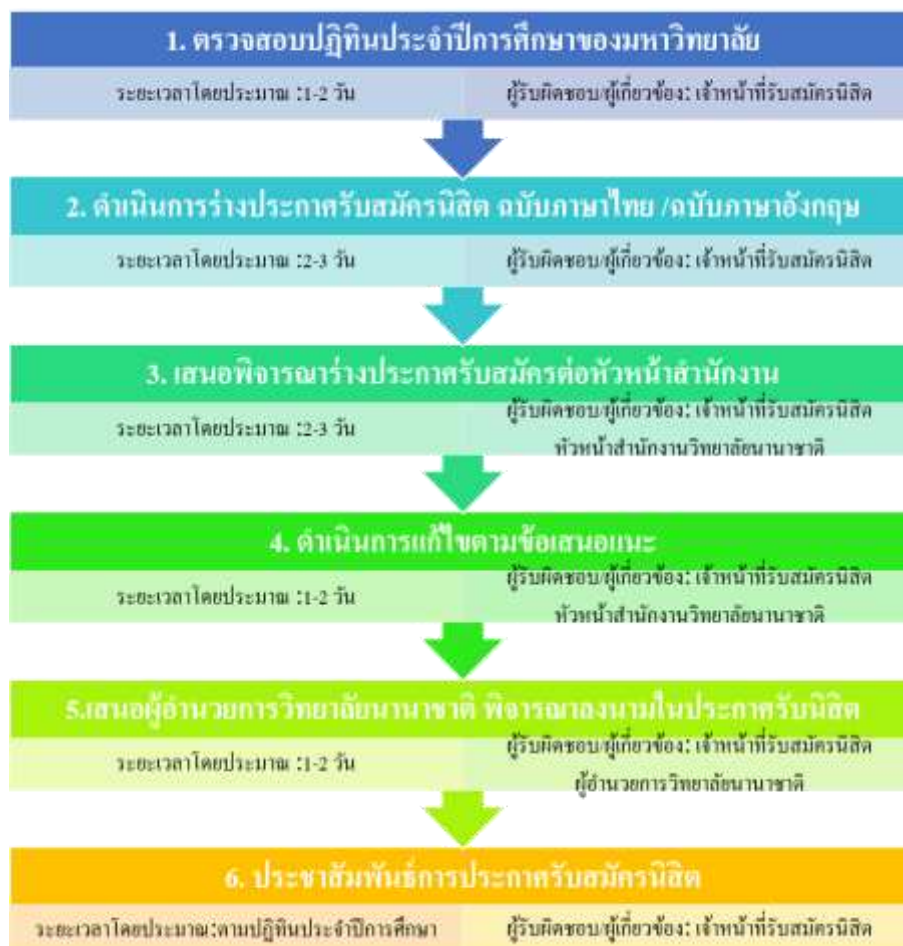 1. ตรวจสอบปฏิทินประจำปีการศึกษาของมหาวิทยาลัย
ระยะเวลาโดยประมาณ :1-2 วัน
ผู้รับผิดชอบ/ผู้เกี่ยวข้อง: เจ้าหน้าที่รับสมัครนิสิต
2. ดำเนินการร่างประกาศรับสมัครนิสิต ฉบับภาษาไทย /ฉบับภาษาอังกฤษ
ระยะเวลาโดยประมาณ :2-3 วัน
ผู้รับผิดชอบ/ผู้เกี่ยวข้อง: เจ้าหน้าที่รับสมัครนิสิต
3. เสนอพิจารณาร่างประกาศรับสมัครต่อหัวหน้าสำนักงาน
ระยะเวลาโดยประมาณ :2-3 วัน
ผู้รับผิดชอบ/ผู้เกี่ยวข้อง: เจ้าหน้าที่รับสมัครนิสิต
หัวหน้าสำนักงานวิทยาลัยนานาชาติ
4. ดำเนินการแก้ไขตามข้อเสนอแนะ
ระยะเวลาโดยประมาณ :1-2 วัน
ผู้รับผิดชอบ/ผู้เกี่ยวข้อง: เจ้าหน้าที่รับสมัครนิสิต
หัวหน้าสำนักงานวิทยาลัยนานาชาติ
5.เสนอผู้อำนวยการวิทยาลัยนานาชาติ พิจารณาลงนามในประกาศรับนิสิต
ระยะเวลาโดยประมาณ :1-2 วัน
ผู้รับผิดชอบ/ผู้เกี่ยวข้อง: เจ้าหน้าที่รับสมัครนิสิต
ผู้อำนวยการวิทยาลัยนานาชาติ
6. ประชาสัมพันธ์การประกาศรับสมัครนิสิต
ระยะเวลาโดยประมาณ:ตามปฏิทินประจำปีการศึกษา
ผู้รับผิดชอบ/ผู้เกี่ยวข้อง: เจ้าหน้าที่รับสมัครนิสิต